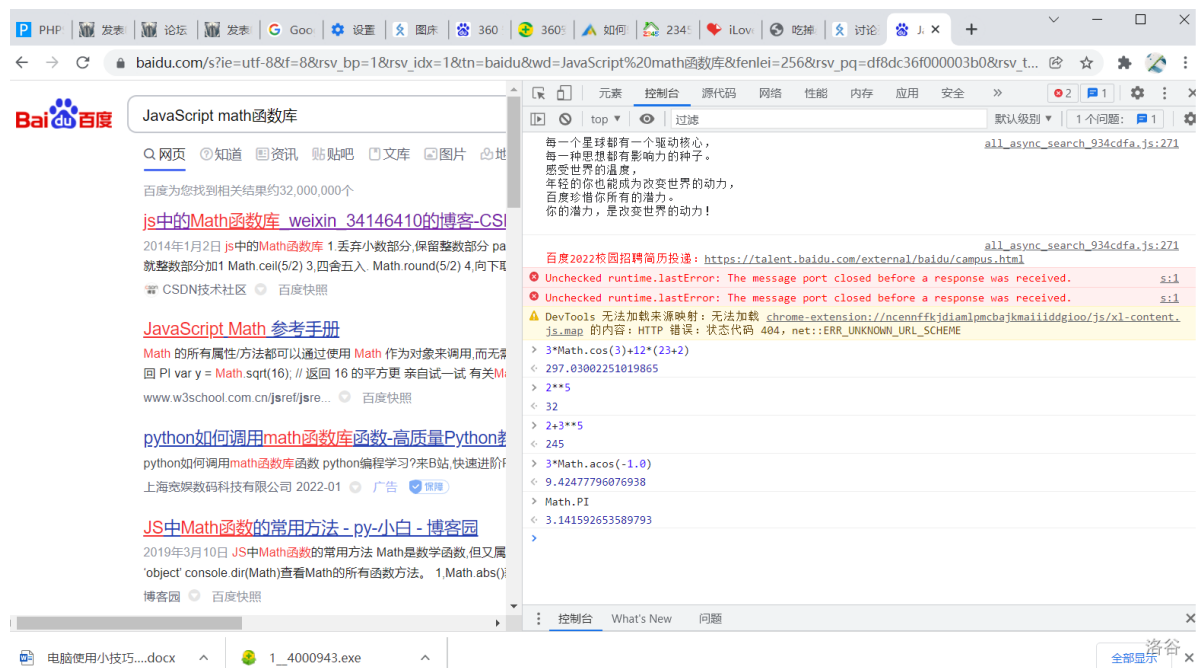 PHP
发表
论坛
发表
Goo
设置
图床
360
360
如何
2345
iLov
吃掉
讨论
baidu.com/s?ie=utf-8&f=8&rsv_bp=1&rsv_idx=1&tn=baidu&wd=JavaScript%20math函数库&fenlei=256&rsv_pq=df8dc36f000003b0&rsv_t...
Bai du 百度
JavaScript math函数库
网页 知道 资讯 贴吧 文库 图片 地
百度为您找到相关结果约32,000,000个
js中的Math函数库_weixin_34146410的博客-CSD
2014年1月2日 js中的Math函数库 1.丢弃小数部分,保留整数部分 pa
就整数部分加1 Math.ceil(5/2) 3,四舍五入. Math.round(5/2) 4,向下取
CSDN技术社区 百度快照
JavaScript Math 参考手册
Math 的所有属性/方法都可以通过使用 Math 作为对象来调用,而无需
回 PI var y = Math.sqrt(16); // 返回 16 的平方更 亲自试一试 有关Ma
www.w3school.com.cn/jsref/jsre... 百度快照
python如何调用math函数库函数-高质量Python教
python如何调用math函数库函数 python编程学习?来B站,快速进阶P
上海宽娱数码科技有限公司 2022-01 广告 保障
JS中Math函数的常用方法 - py-小白 - 博客园
2019年3月10日 JS中Math函数的常用方法 Math是数学函数,但又属
'object' console.dir(Math)查看Math的所有函数方法。 1,Math.abs()
博客园 百度快照
元素 控制台 源代码 网络 性能 内存 应用 安全 » 2 1
top 过滤 默认级别 1 个问题: 1
每一个星球都有一个驱动核心, all_async_search_934cdfa.js:271
每一种思想都有影响力的种子。
感受世界的温度,
年轻的你也能成为改变世界的动力,
百度珍惜你所有的潜力。
你的潜力,是改变世界的动力!
all_async_search_934cdfa.js:271
百度2022校园招聘简历投递:https://talent.baidu.com/external/baidu/campus.html
Unchecked runtime.lastError: The message port closed before a response was received. s:1
Unchecked runtime.lastError: The message port closed before a response was received. s:1
DevTools 无法加载来源映射:无法加载 chrome-extension://ncennffkjdiamlpmcbajkmaiiiddgioo/js/xl-content.
js.map 的内容:HTTP 错误:状态代码 404,net::ERR_UNKNOWN_URL_SCHEME
> 3*Math.cos(3)+12*(23+2)
297.03002251019865
> 2**5
32
> 2+3**5
245
> 3*Math.acos(-1.0)
9.42477796076938
> Math.PI
3.141592653589793
>
控制台 What's New 问题
电脑使用小技巧....docx
1__4000943.exe
全部显示
洛谷